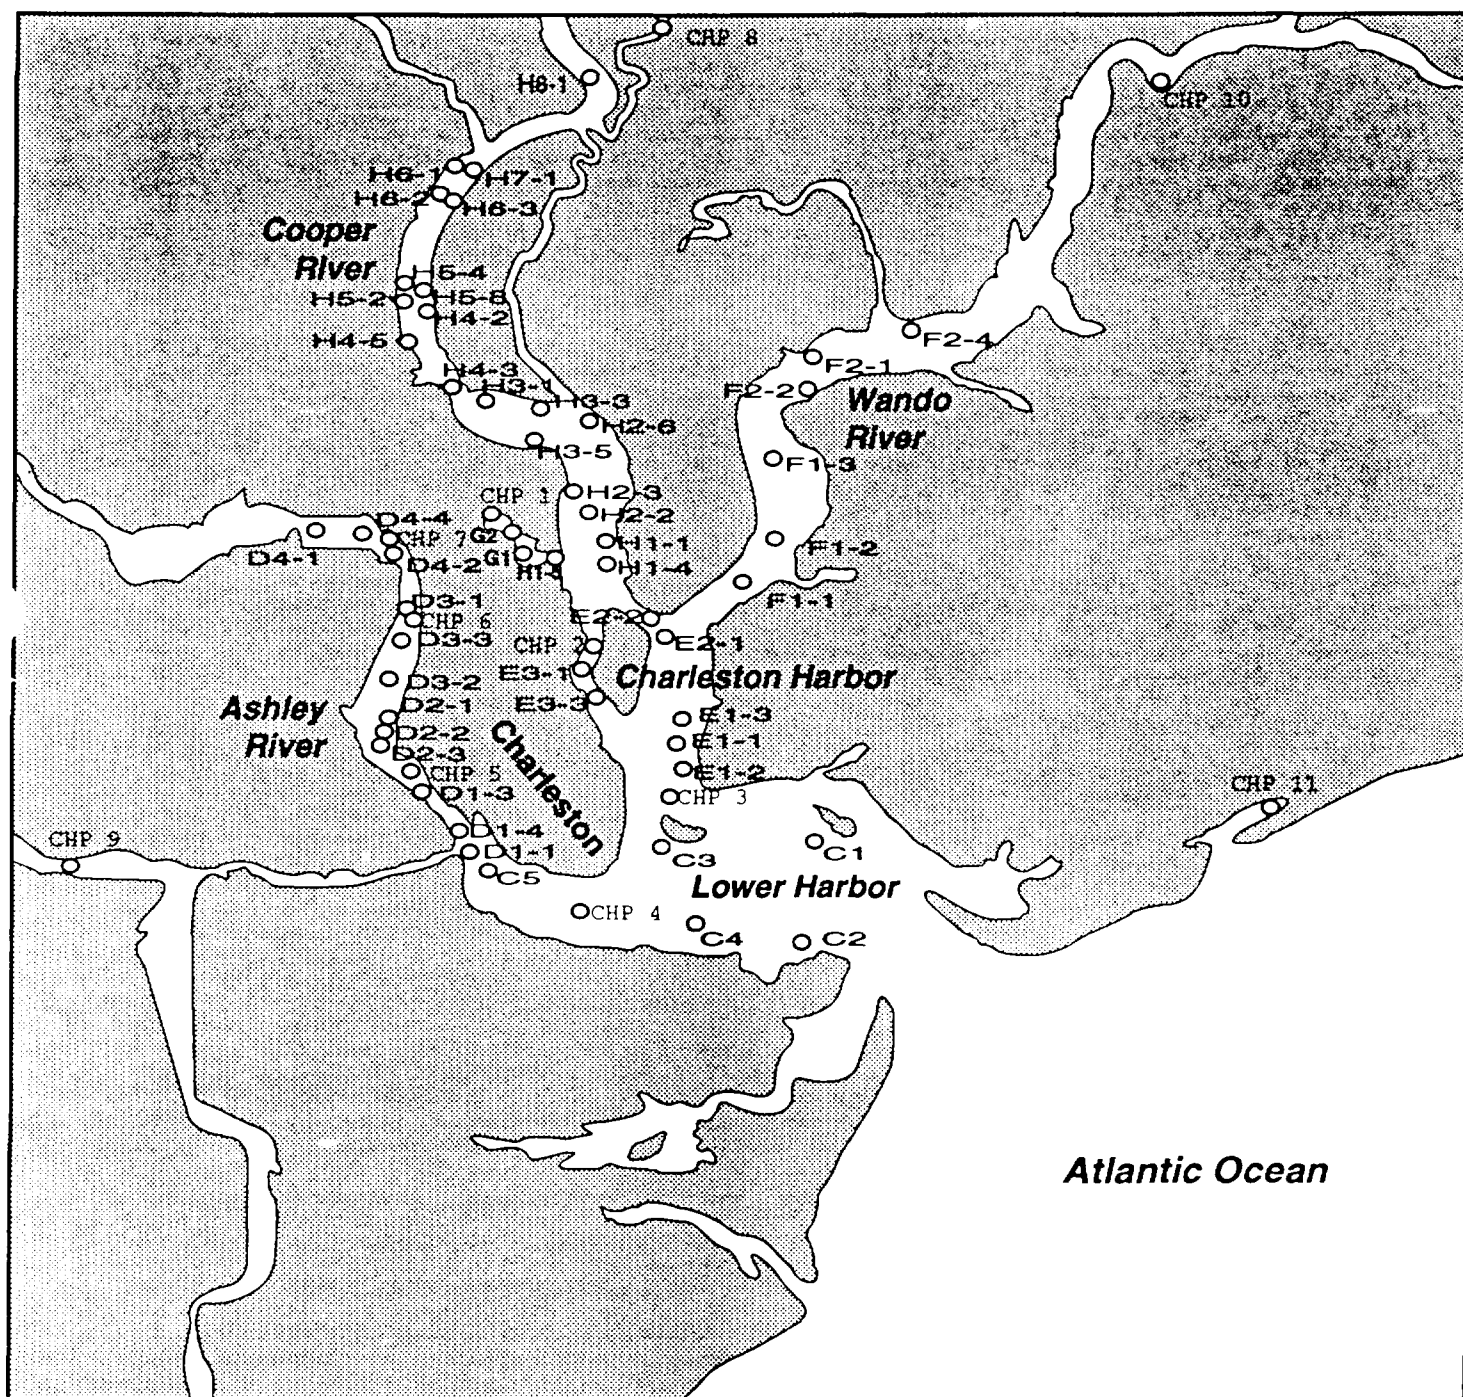 CHP 8
H8-1
CHP 10
H6-1
H7-1
H6-2
H6-3
Cooper
River
H5-4
H5-2
H5-8
H4-2
H4-5
F2-4
F2-1
H4-3
H3-1
F2-2
H3-3
Wando
River
H2-6
H3-5
F1-3
CHP 1
H2-3
H2-2
D4-4
CHP 7
G2
H1-1
F1-2
D4-1
D4-2
G1
H1-4
F1-1
D3-1
CHP 6
E2-2
D3-3
CHP 2
E2-1
D3-2
E3-1
Charleston Harbor
Ashley
River
D2-1
E3-3
E1-3
D2-2
D2-3
Charleston
E1-1
CHP 5
E1-2
D1-3
CHP 3
CHP 11
D1-4
CHP 9
D1-1
C3
C1
C5
Lower Harbor
CHP 4
C4
C2
Atlantic Ocean